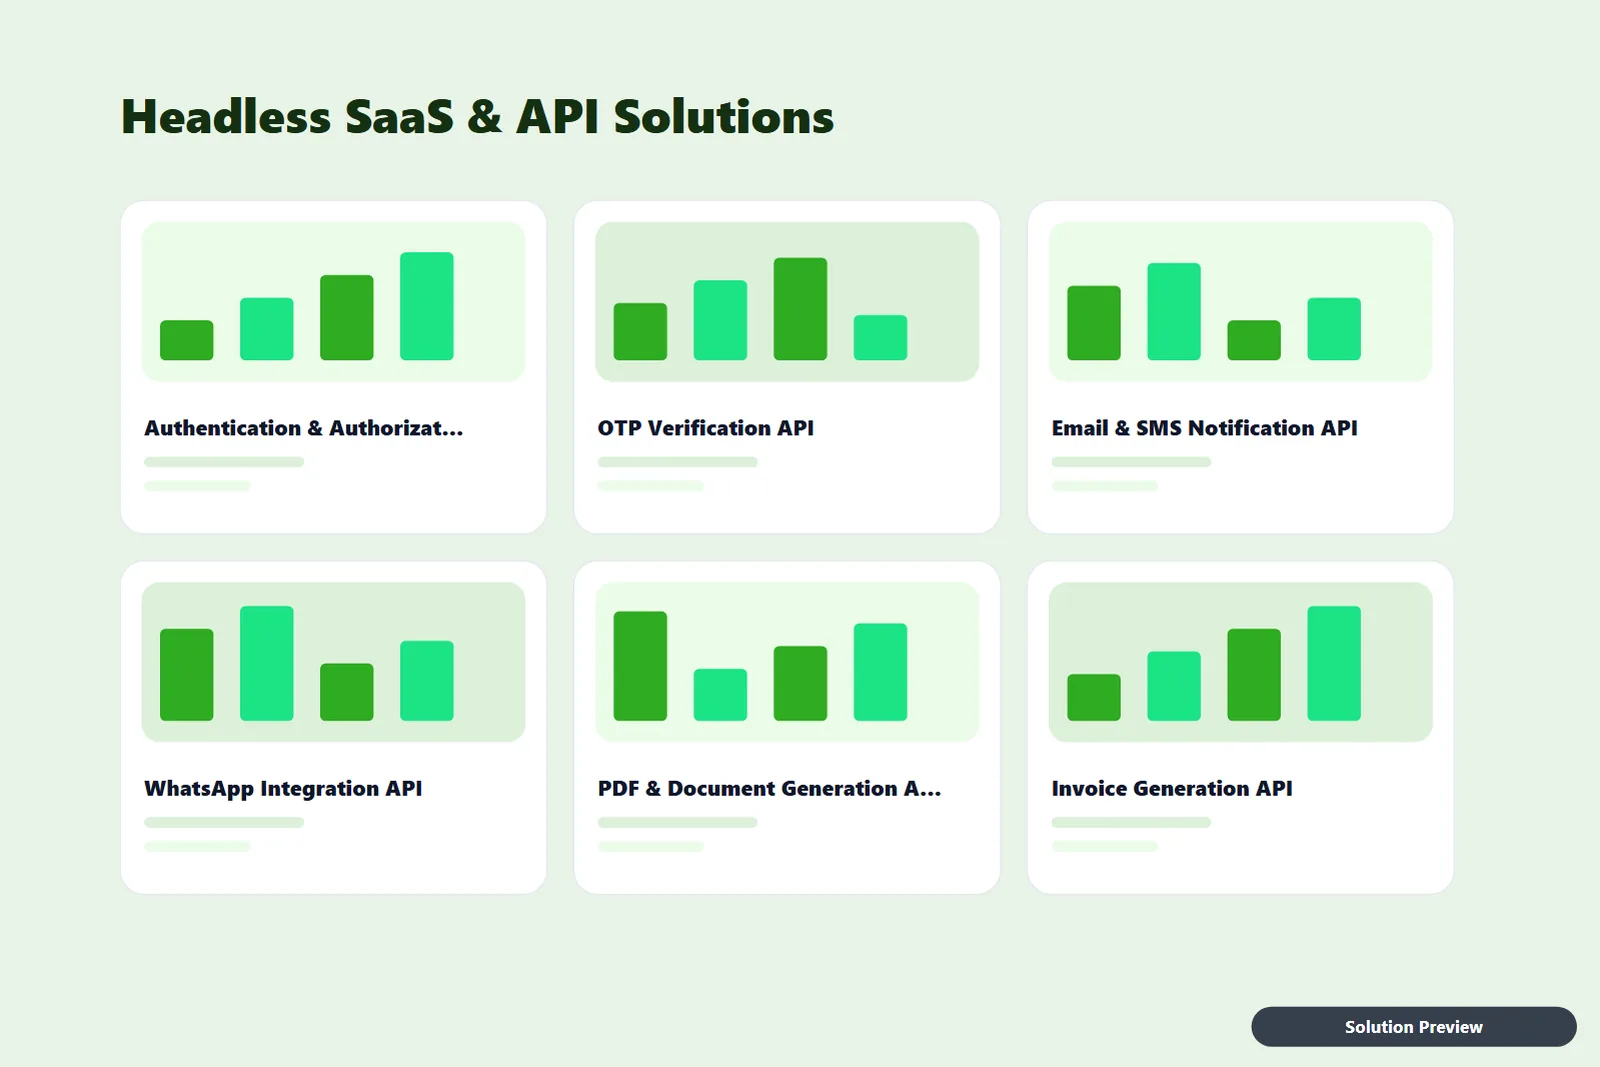 Headless SaaS & API Solutions
Authentication & Authorizat...
OTP Verification API
Email & SMS Notification API
WhatsApp Integration API
PDF & Document Generation A...
Invoice Generation API
Solution Preview